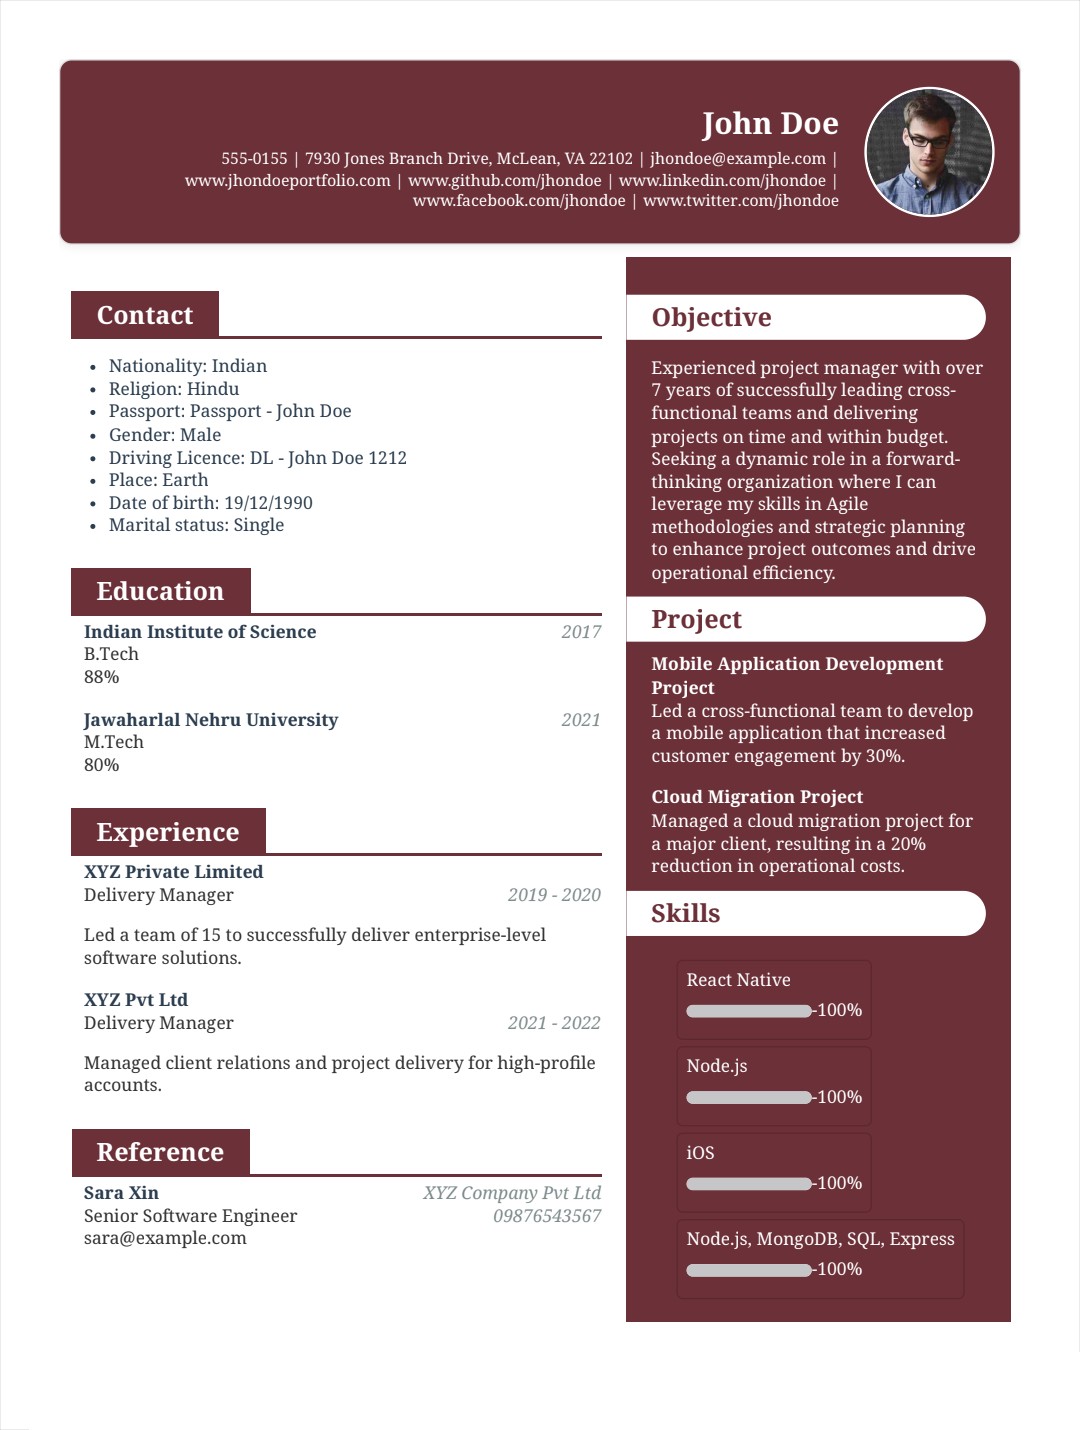 John Doe
555-0155 | 7930 Jones Branch Drive, McLean, VA 22102 | jhondoe@example.com |
www.jhondoeportfolio.com | www.github.com/jhondoe | www.linkedin.com/jhondoe |
www.facebook.com/jhondoe | www.twitter.com/jhondoe
Contact
• Nationality: Indian
• Religion: Hindu
• Passport: Passport - John Doe
• Gender: Male
• Driving Licence: DL - John Doe 1212
• Place: Earth
• Date of birth: 19/12/1990
• Marital status: Single
Education
Indian Institute of Science 2017
B.Tech
88%
Jawaharlal Nehru University 2021
M.Tech
80%
Experience
XYZ Private Limited
Delivery Manager 2019 - 2020
Led a team of 15 to successfully deliver enterprise-level
software solutions.
XYZ Pvt Ltd
Delivery Manager 2021 - 2022
Managed client relations and project delivery for high-profile
accounts.
Reference
Sara Xin XYZ Company Pvt Ltd
Senior Software Engineer 09876543567
sara@example.com
Objective
Experienced project manager with over
7 years of successfully leading cross-
functional teams and delivering
projects on time and within budget.
Seeking a dynamic role in a forward-
thinking organization where I can
leverage my skills in Agile
methodologies and strategic planning
to enhance project outcomes and drive
operational efficiency.
Project
Mobile Application Development
Project
Led a cross-functional team to develop
a mobile application that increased
customer engagement by 30%.
Cloud Migration Project
Managed a cloud migration project for
a major client, resulting in a 20%
reduction in operational costs.
Skills
React Native
-100%
Node.js
-100%
iOS
-100%
Node.js, MongoDB, SQL, Express
-100%